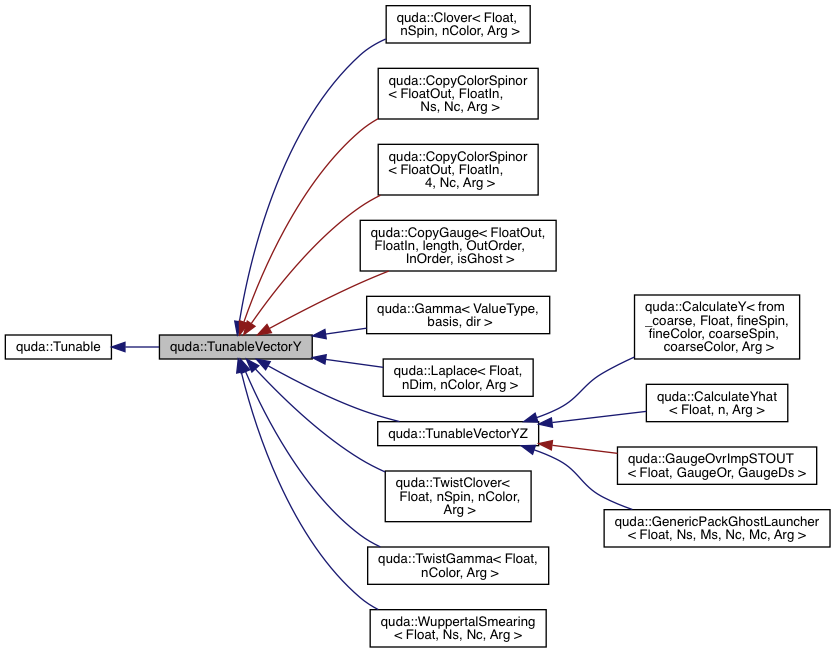 quda::Tunable
quda::TunableVectorY
quda::Clover< Float,
nSpin, nColor, Arg >
quda::CopyColorSpinor
< FloatOut, FloatIn,
Ns, Nc, Arg >
quda::CopyColorSpinor
< FloatOut, FloatIn,
4, Nc, Arg >
quda::CopyGauge< FloatOut,
FloatIn, length, OutOrder,
InOrder, isGhost >
quda::Gamma< ValueType,
basis, dir >
quda::Laplace< Float,
nDim, nColor, Arg >
quda::TunableVectorYZ
quda::TwistClover<
Float, nSpin, nColor,
Arg >
quda::TwistGamma< Float,
nColor, Arg >
quda::WuppertalSmearing
< Float, Ns, Nc, Arg >
quda::CalculateY< from
_coarse, Float, fineSpin,
fineColor, coarseSpin,
coarseColor, Arg >
quda::CalculateYhat
< Float, n, Arg >
quda::GaugeOvrImpSTOUT
< Float, GaugeOr, GaugeDs >
quda::GenericPackGhostLauncher
< Float, Ns, Ms, Nc, Mc, Arg >